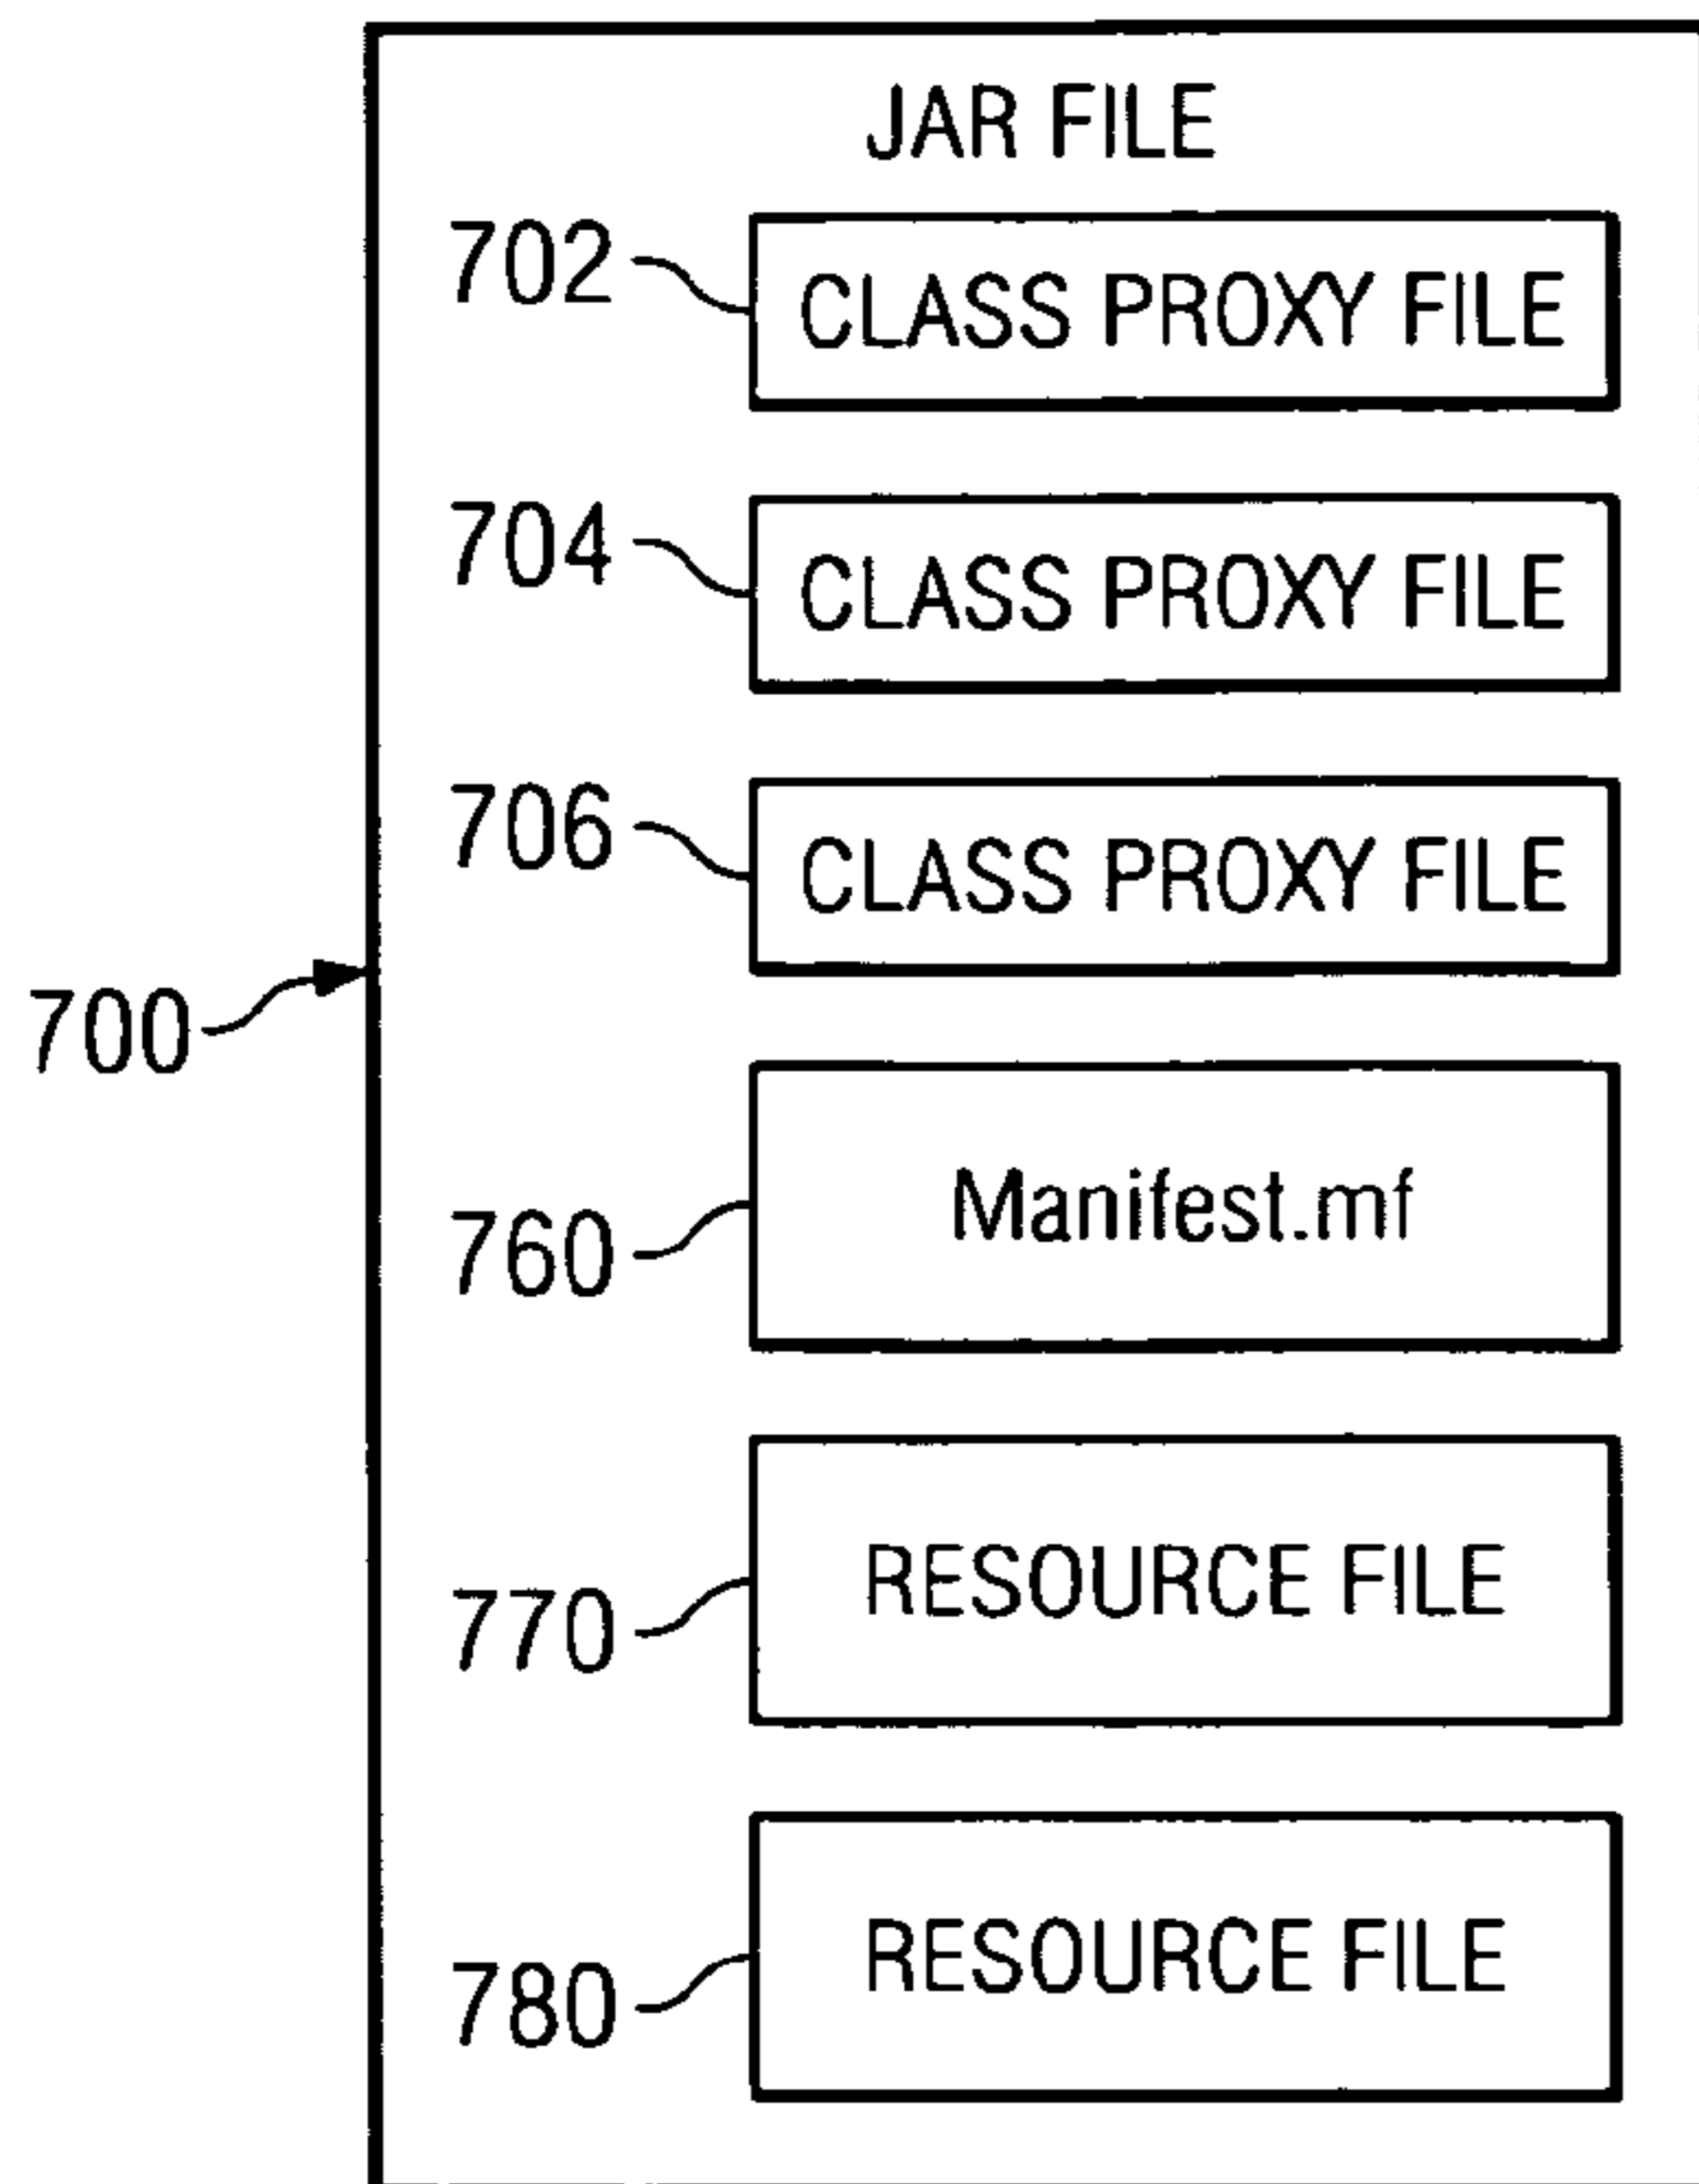 JAR FILE
702
CLASS PROXY FILE
704
CLASS PROXY FILE
706
CLASS PROXY FILE
700
760
Manifest.mf
770
RESOURCE FILE
780
RESOURCE FILE